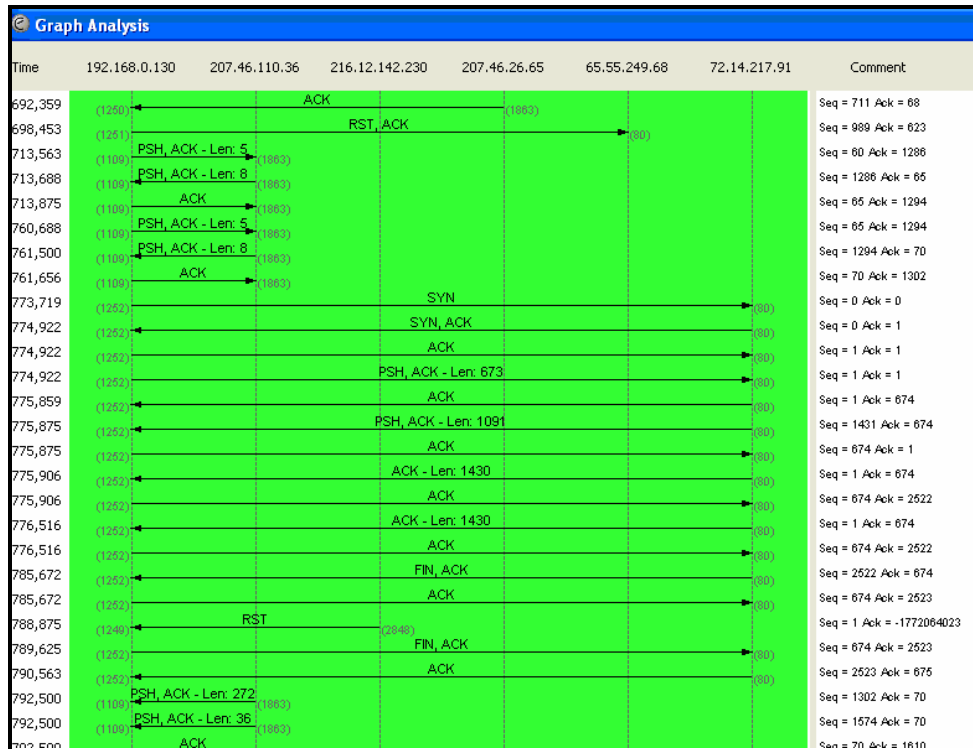 Graph Analysis
Time 192.168.0.130 207.46.110.36 216.12.142.230 207.46.26.65 65.55.249.68 72.14.217.91 Comment
692,359 (1250) ACK (1863) Seq = 711 Ack = 68
698,453 (1251) RST, ACK (80) Seq = 989 Ack = 623
713,563 (1109) PSH, ACK - Len: 5 (1863) Seq = 60 Ack = 1286
713,688 (1109) PSH, ACK - Len: 8 (1863) Seq = 1286 Ack = 65
713,875 (1109) ACK (1863) Seq = 65 Ack = 1294
760,688 (1109) PSH, ACK - Len: 5 (1863) Seq = 65 Ack = 1294
761,500 (1109) PSH, ACK - Len: 8 (1863) Seq = 1294 Ack = 70
761,656 (1109) ACK (1863) Seq = 70 Ack = 1302
773,719 (1252) SYN (80) Seq = 0 Ack = 0
774,922 (1252) SYN, ACK (80) Seq = 0 Ack = 1
774,922 (1252) ACK (80) Seq = 1 Ack = 1
774,922 (1252) PSH, ACK - Len: 673 (80) Seq = 1 Ack = 1
775,859 (1252) ACK (80) Seq = 1 Ack = 674
775,875 (1252) PSH, ACK - Len: 1091 (80) Seq = 1431 Ack = 674
775,875 (1252) ACK (80) Seq = 674 Ack = 1
775,906 (1252) ACK - Len: 1430 (80) Seq = 1 Ack = 674
775,906 (1252) ACK (80) Seq = 674 Ack = 2522
776,516 (1252) ACK - Len: 1430 (80) Seq = 1 Ack = 674
776,516 (1252) ACK (80) Seq = 674 Ack = 2522
785,672 (1252) FIN, ACK (80) Seq = 2522 Ack = 674
785,672 (1252) ACK (80) Seq = 674 Ack = 2523
788,875 (1249) RST (2848) Seq = 1 Ack = -1772064023
789,625 (1252) FIN, ACK (80) Seq = 674 Ack = 2523
790,563 (1252) ACK (80) Seq = 2523 Ack = 675
792,500 (1109) PSH, ACK - Len: 272 (1863) Seq = 1302 Ack = 70
792,500 (1109) PSH, ACK - Len: 36 (1863) Seq = 1574 Ack = 70
ACK Seq = 70 Ack = 1610